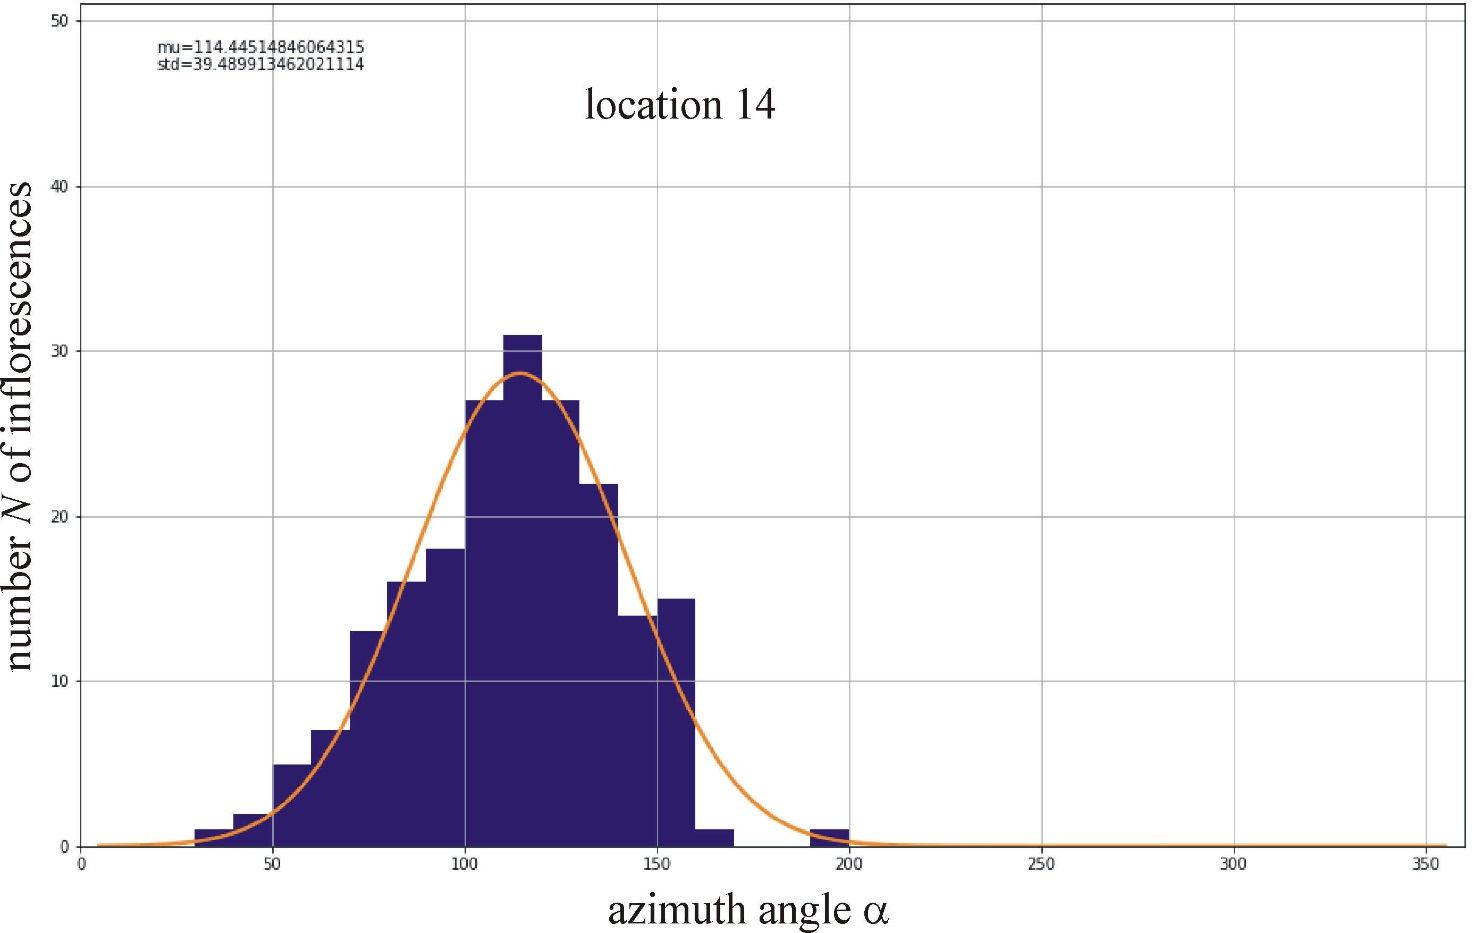 50
mu=114.44514846064315
std=39.489913462021114
location 14
40
number N of inflorescences
30
20
10
0
0 50 100 150 200 250 300 350
azimuth angle α